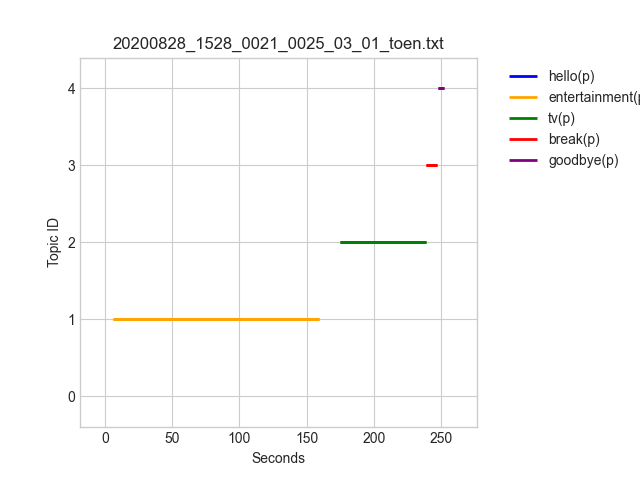 20200828_1528_0021_0025_03_01_toen.txt
hello(p)
entertainment(p
tv(p)
break(p)
goodbye(p)
Topic ID
4
3
2
1
0
0 50 100 150 200 250
Seconds